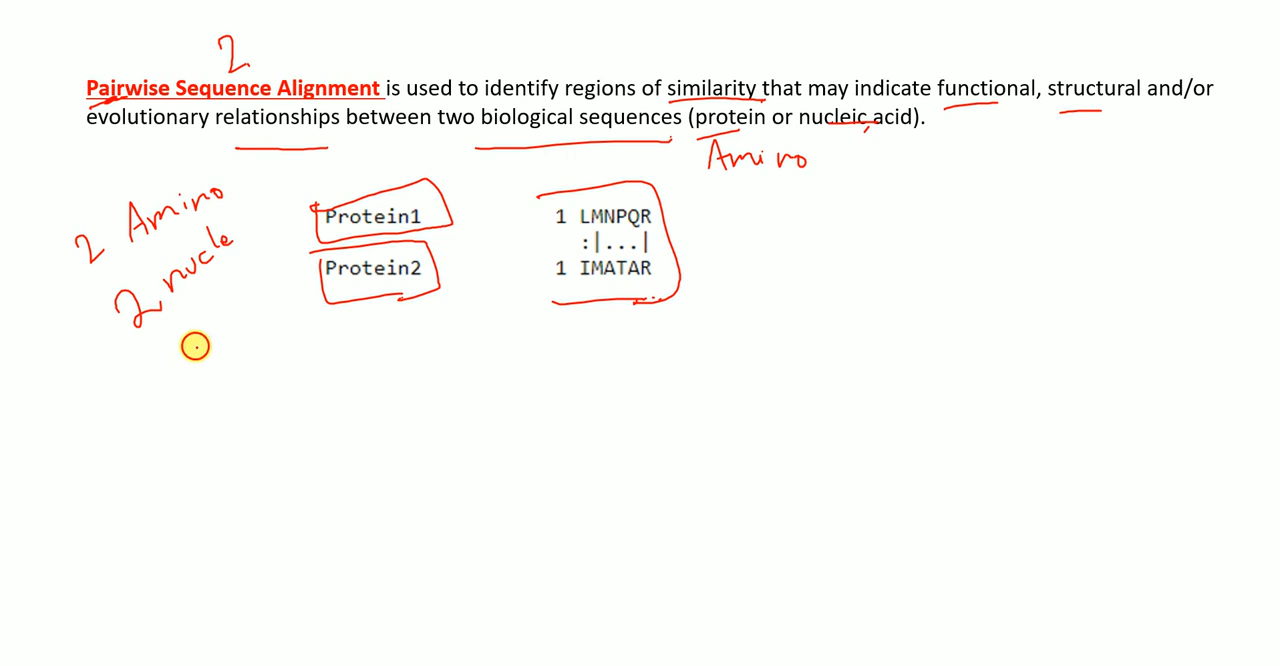 2
Pairwise Sequence Alignment is used to identify regions of similarity that may indicate functional, structural and/or
evolutionary relationships between two biological sequences (protein or nucleic acid).
Amino
2 Amino
2 nucle
Protein1 1 LMNPQR
:|...|
Protein2 1 IMATAR